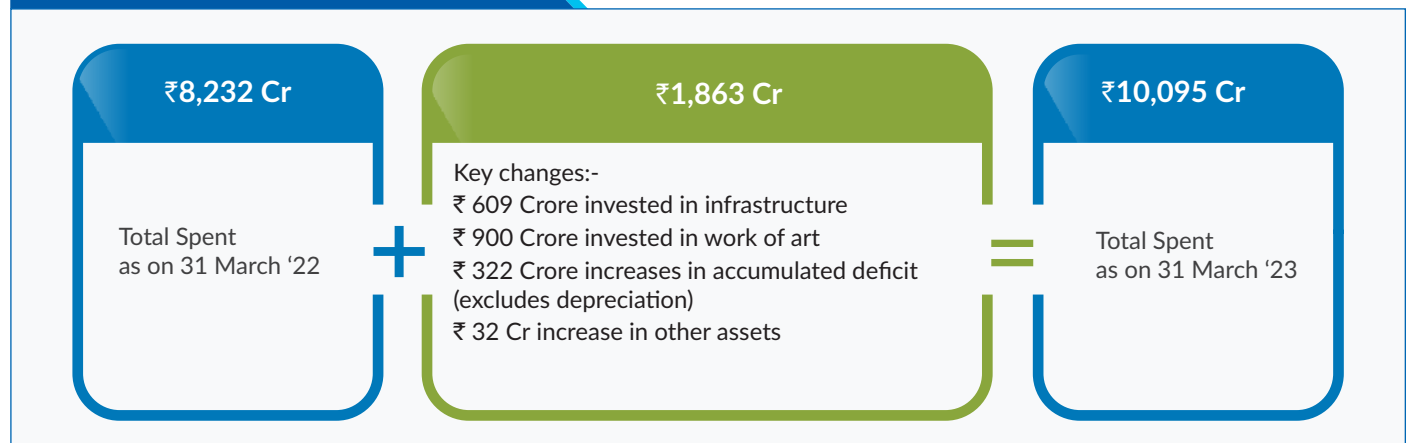 ₹8,232 Cr
Total Spent
as on 31 March ‘22
+
₹1,863 Cr
Key changes:-
₹ 609 Crore invested in infrastructure
₹ 900 Crore invested in work of art
₹ 322 Crore increases in accumulated deficit
(excludes depreciation)
₹ 32 Cr increase in other assets
=
₹10,095 Cr
Total Spent
as on 31 March ‘23